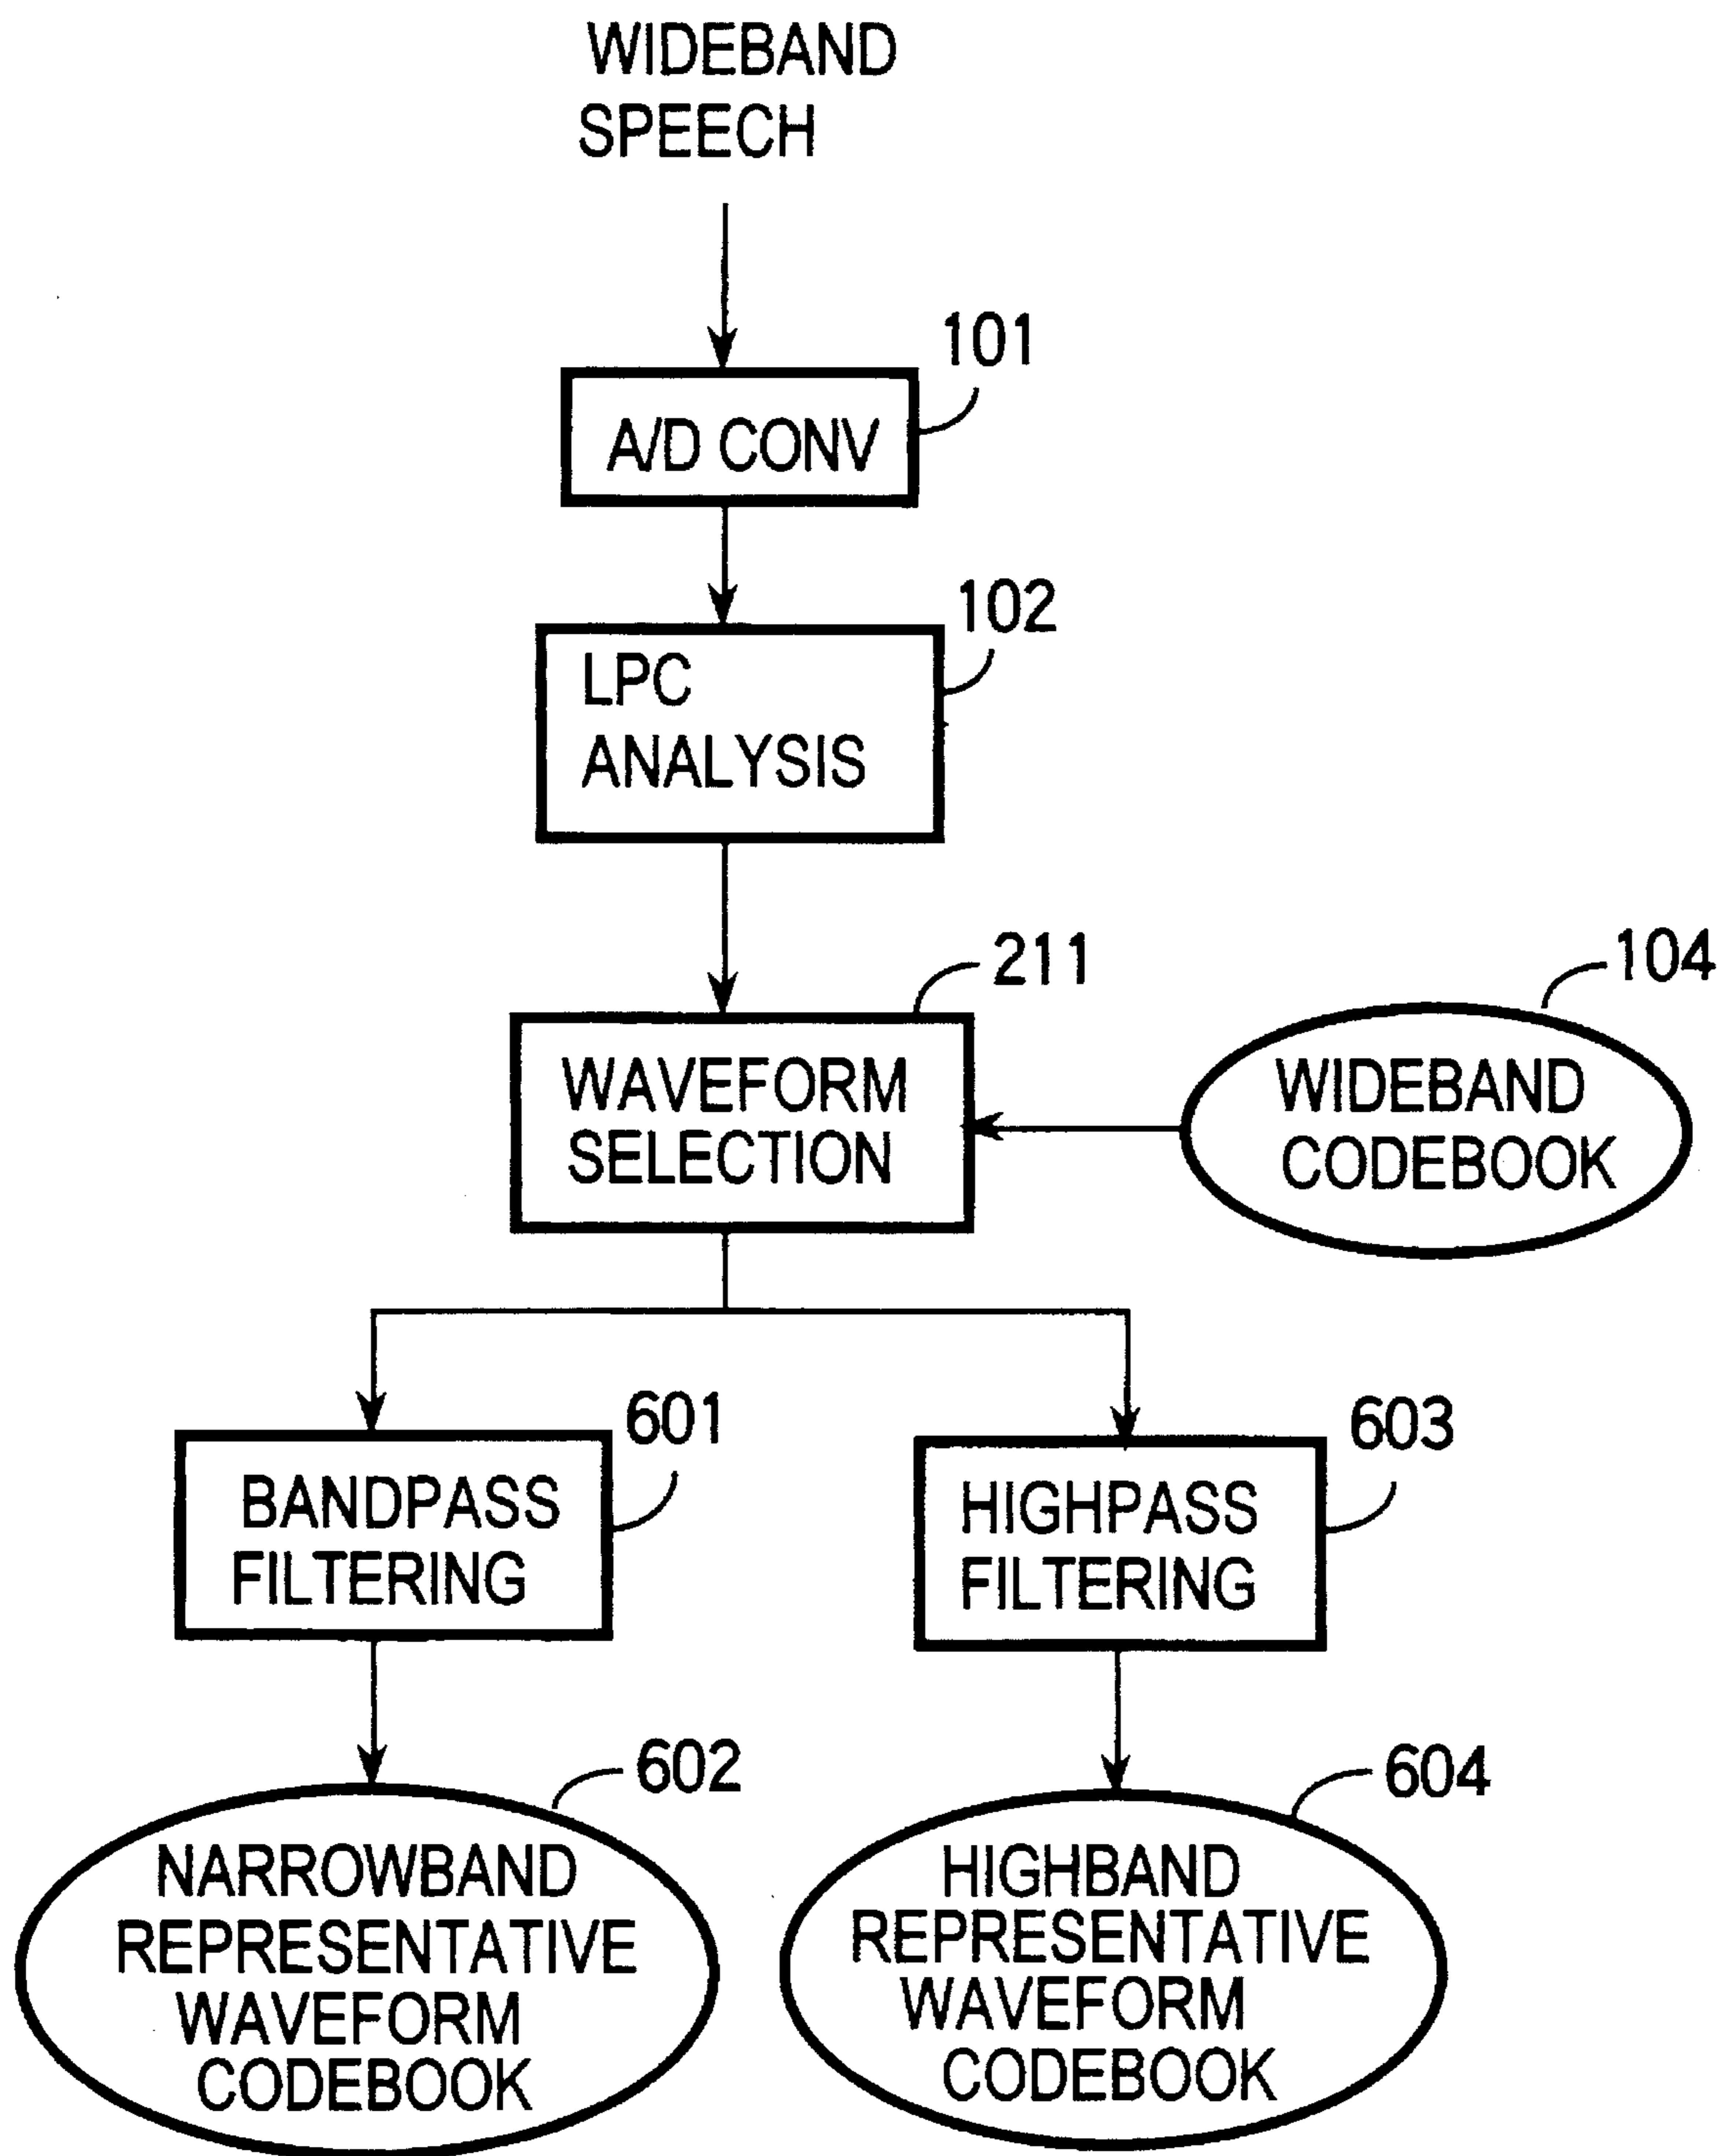 WIDEBAND
SPEECH
101
A/D CONV
102
LPC
ANALYSIS
211
104
WAVEFORM
SELECTION
WIDEBAND
CODEBOOK
601
603
BANDPASS
FILTERING
HIGHPASS
FILTERING
602
604
NARROWBAND
REPRESENTATIVE
WAVEFORM
CODEBOOK
HIGHBAND
REPRESENTATIVE
WAVEFORM
CODEBOOK